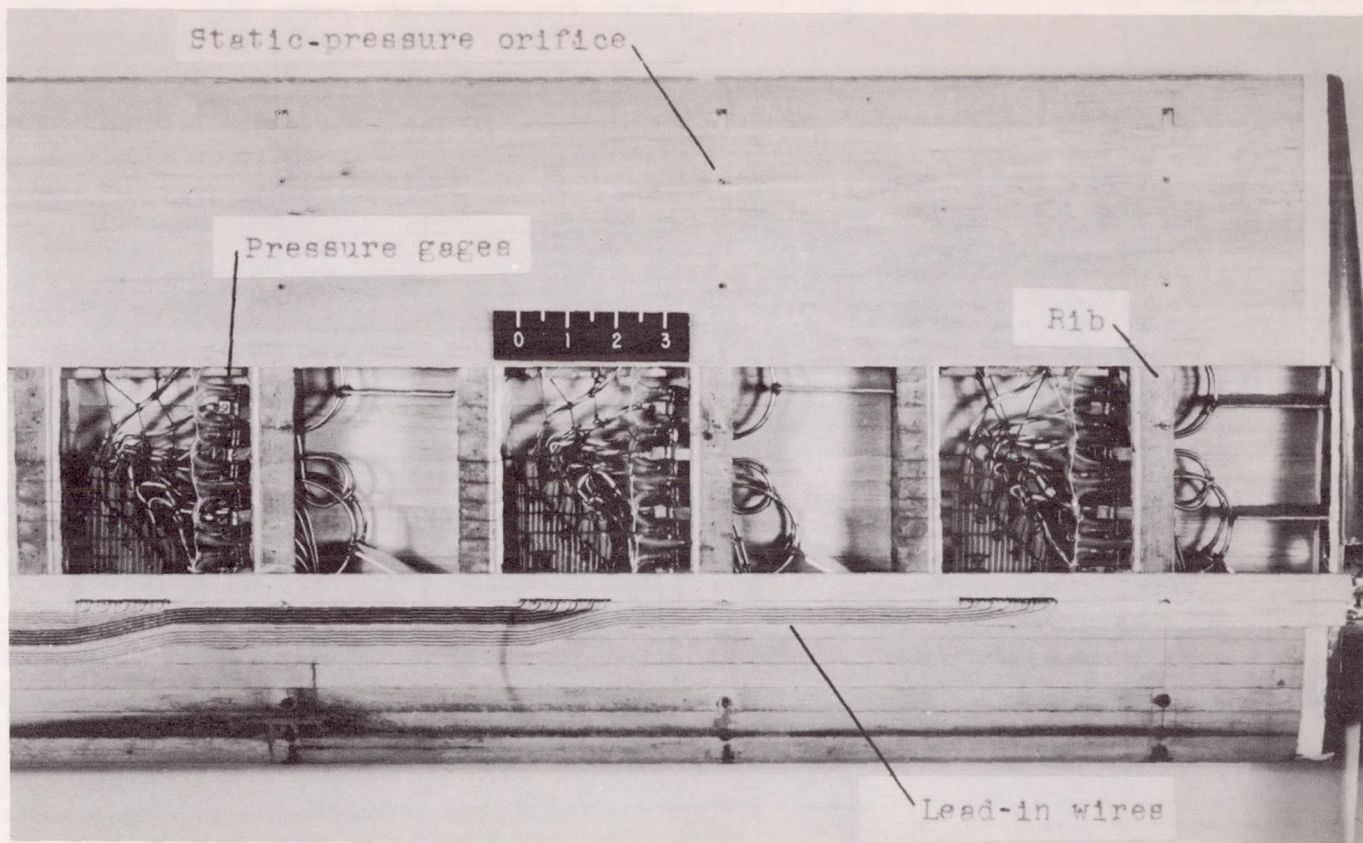 Static-pressure orifice
Pressure gages
0 1 2 3
Rib
Lead-in wires